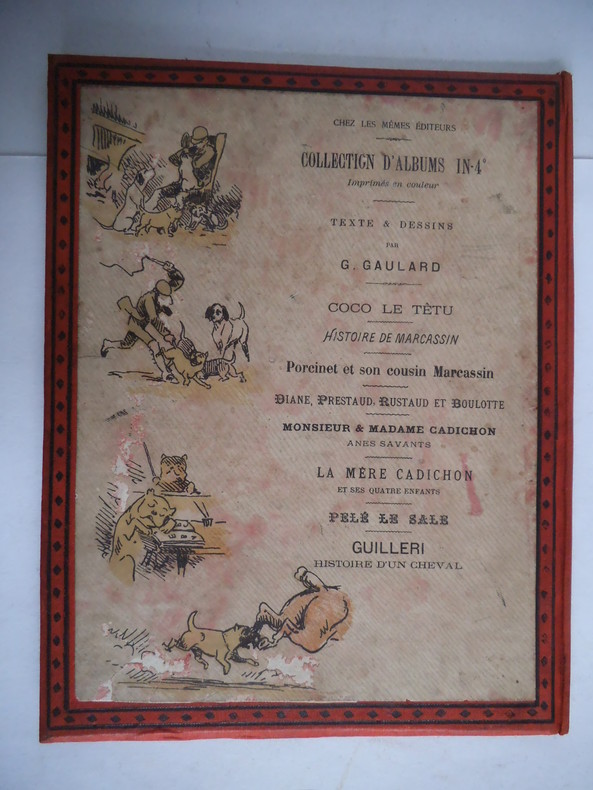 CHEZ LES MÊMES ÉDITEURS
COLLECTION D'ALBUMS IN-4°
Imprimés en couleur
TEXTE & DESSINS
PAR
G. GAULARD
COCO LE TÊTU
HISTOIRE DE MARCASSIN
Porcinet et son cousin Marcassin
DIANE, PRESTAUD, RUSTAUD ET BOULOTTE
MONSIEUR & MADAME CADICHON
ANES SAVANTS
LA MÈRE CADICHON
ET SES QUATRE ENFANTS
PELÉ LE SALE
GUILLERI
HISTOIRE D'UN CHEVAL